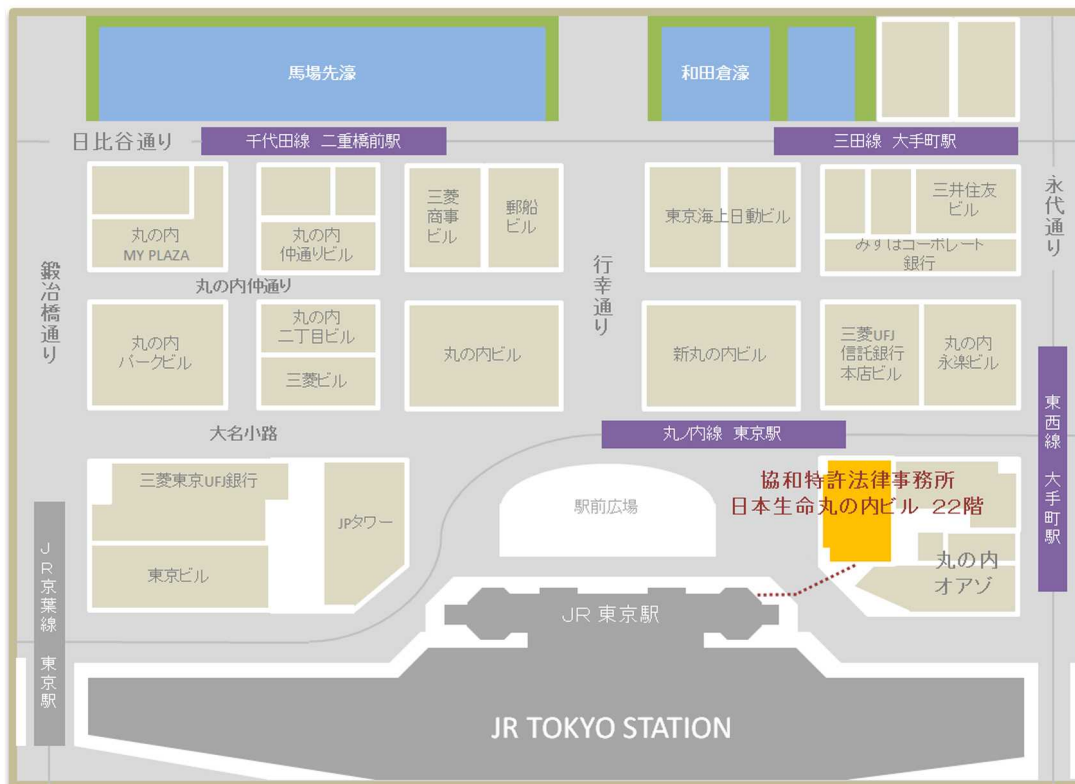 馬場先濠
和田倉濠
日比谷通り
千代田線 二重橋前駅
三田線 大手町駅
永代通り
丸の内
MY PLAZA
丸の内
仲通りビル
三菱
商事
ビル
郵船
ビル
東京海上日動ビル
三井住友
ビル
みずほコーポレート
銀行
鍛冶橋通り
丸の内仲通り
行幸通り
丸の内
パークビル
丸の内
二丁目ビル
三菱ビル
丸の内ビル
新丸の内ビル
三菱UFJ
信託銀行
本店ビル
丸の内
永楽ビル
東西線 大手町駅
大名小路
丸ノ内線 東京駅
三菱東京UFJ銀行
東京ビル
JPタワー
駅前広場
協和特許法律事務所
日本生命丸の内ビル 22階
丸の内
オアゾ
JR京葉線 東京駅
JR 東京駅
JR TOKYO STATION